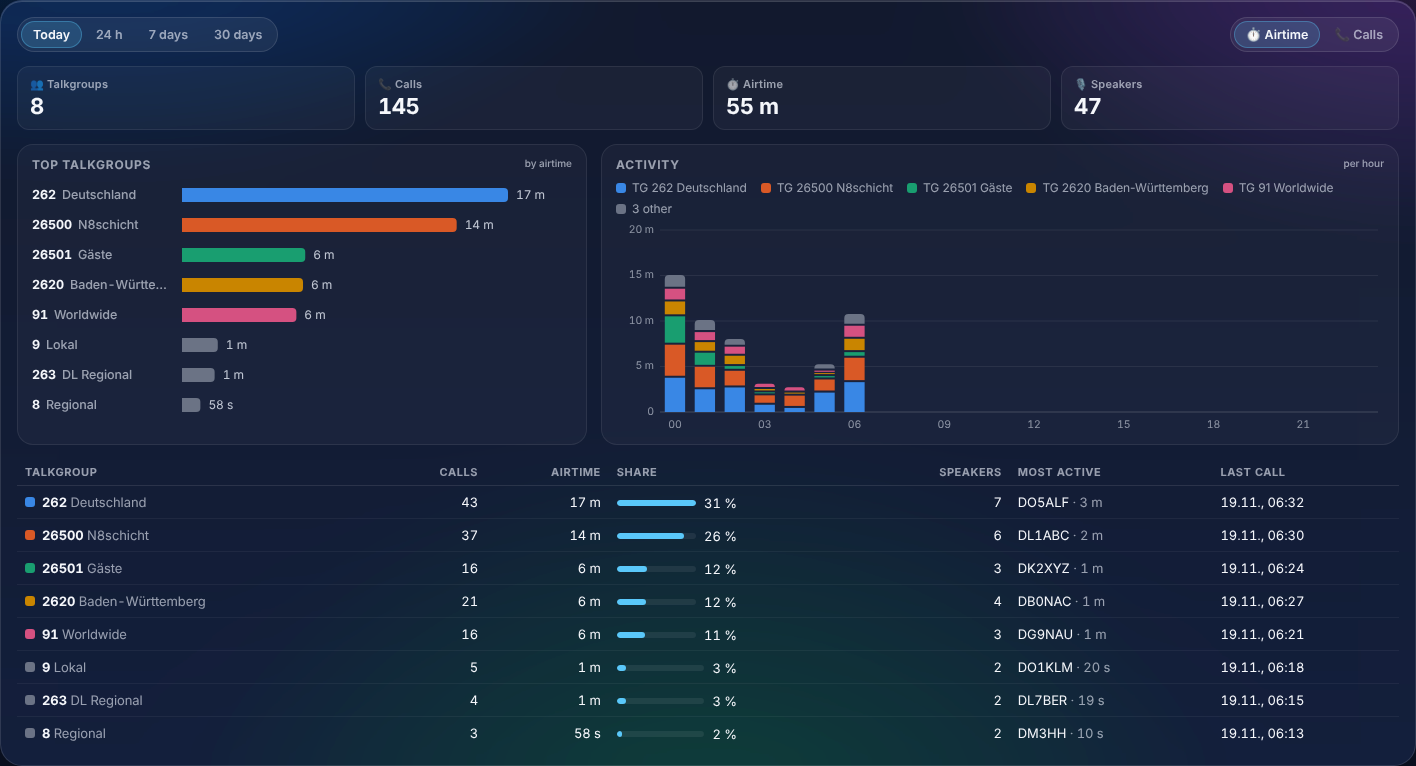 Today 24 h 7 days 30 days
⏱️ Airtime 📞 Calls
👥 Talkgroups
8
📞 Calls
145
⏱️ Airtime
55 m
🎙️ Speakers
47
TOP TALKGROUPS by airtime
262 Deutschland 17 m
26500 N8schicht 14 m
26501 Gäste 6 m
2620 Baden-Württe… 6 m
91 Worldwide 6 m
9 Lokal 1 m
263 DL Regional 1 m
8 Regional 58 s
ACTIVITY per hour
TG 262 Deutschland TG 26500 N8schicht TG 26501 Gäste TG 2620 Baden-Württemberg TG 91 Worldwide
3 other
20 m
15 m
10 m
5 m
0
00 03 06 09 12 15 18 21
TALKGROUP CALLS AIRTIME SHARE SPEAKERS MOST ACTIVE LAST CALL
262 Deutschland 43 17 m 31 % 7 DO5ALF · 3 m 19.11., 06:32
26500 N8schicht 37 14 m 26 % 6 DL1ABC · 2 m 19.11., 06:30
26501 Gäste 16 6 m 12 % 3 DK2XYZ · 1 m 19.11., 06:24
2620 Baden-Württemberg 21 6 m 12 % 4 DB0NAC · 1 m 19.11., 06:27
91 Worldwide 16 6 m 11 % 3 DG9NAU · 1 m 19.11., 06:21
9 Lokal 5 1 m 3 % 2 DO1KLM · 20 s 19.11., 06:18
263 DL Regional 4 1 m 3 % 2 DL7BER · 19 s 19.11., 06:15
8 Regional 3 58 s 2 % 2 DM3HH · 10 s 19.11., 06:13